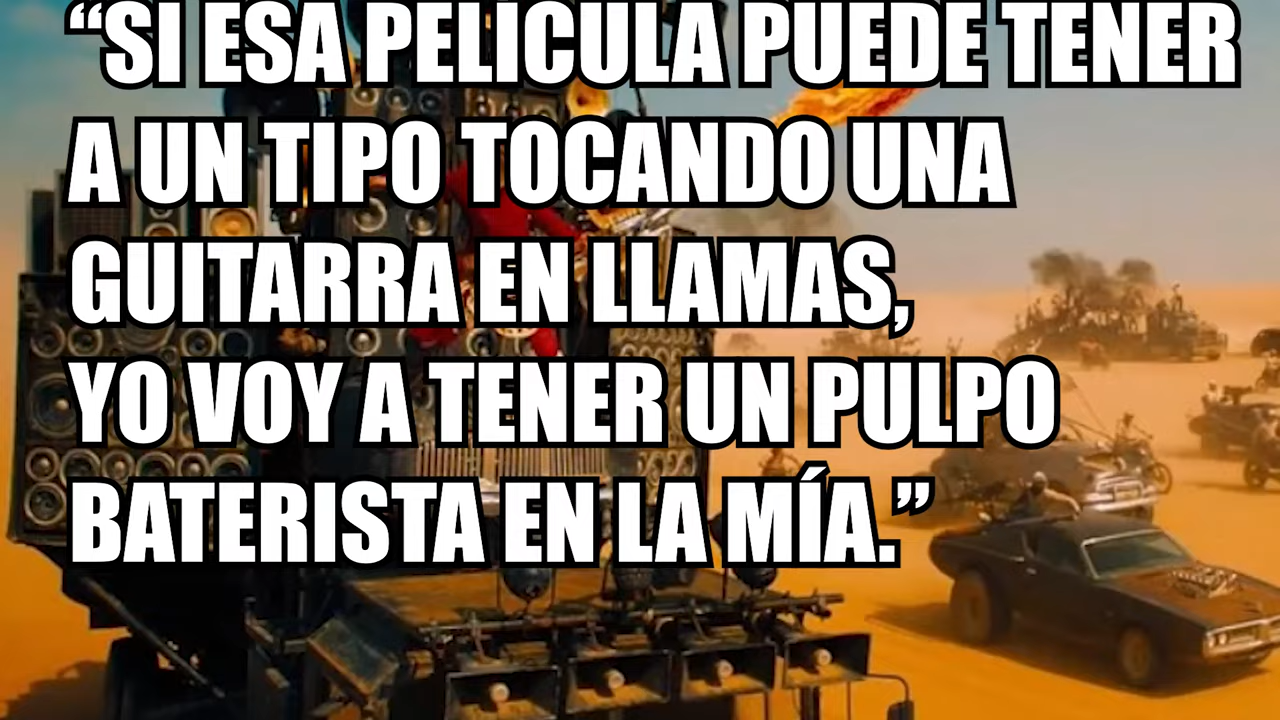 “SI ESA PELÍCULA PUEDE TENER
A UN TIPO TOCANDO UNA
GUITARRA EN LLAMAS,
YO VOY A TENER UN PULPO
BATERISTA EN LA MÍA.”